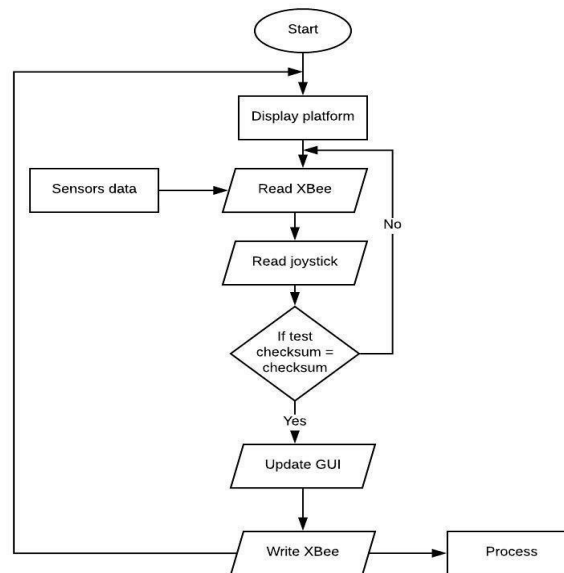 Start
Display platform
Sensors data
Read XBee
No
Read joystick
If test
checksum =
checksum
Yes
Update GUI
Write XBee
Process